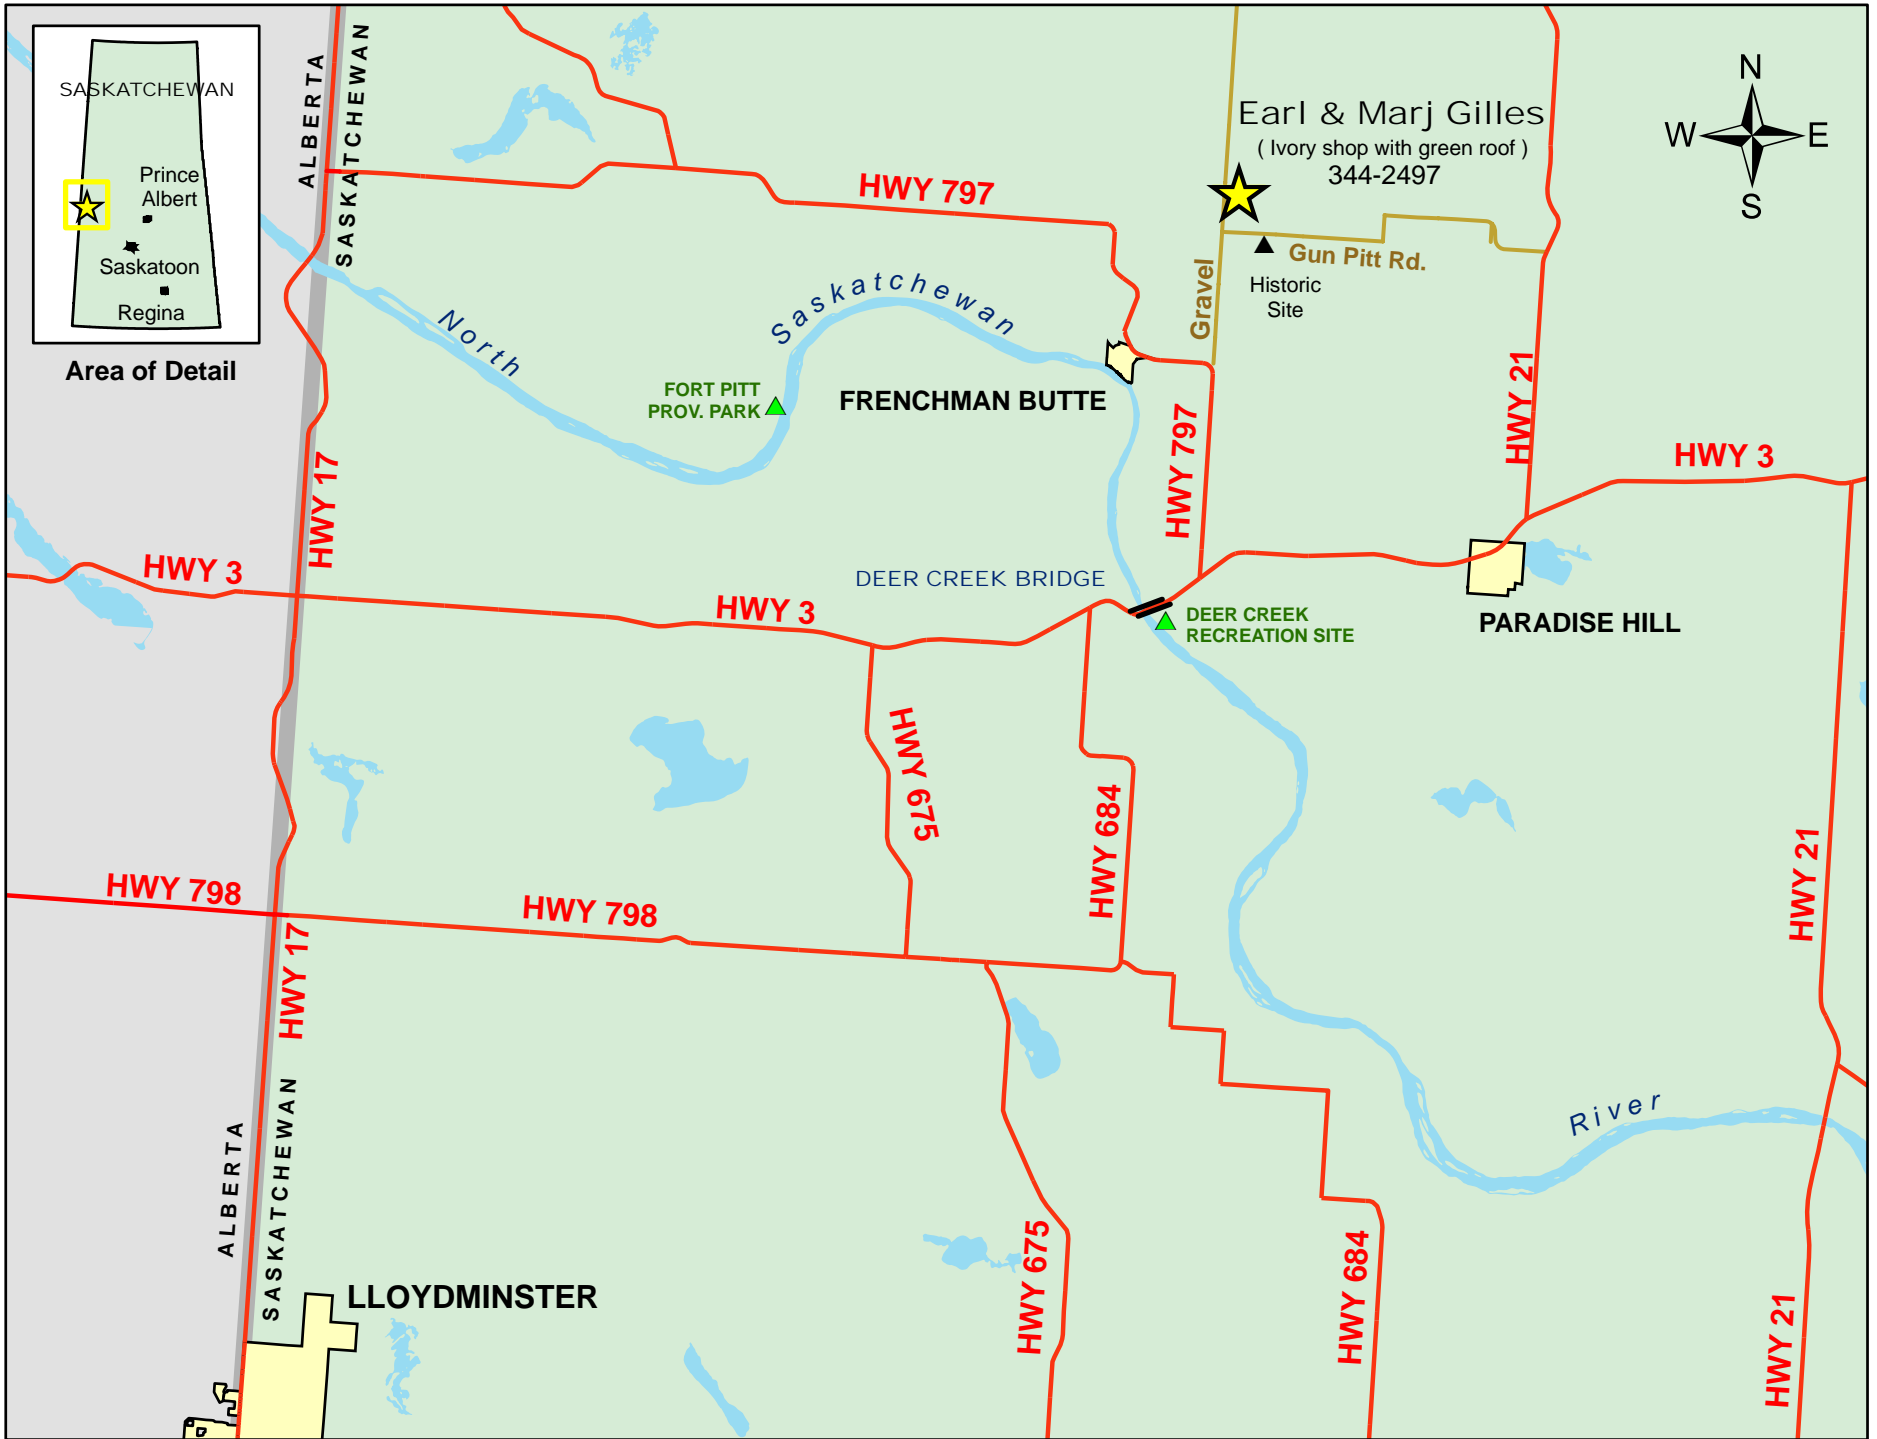 SASKATCHEWAN
Prince
Albert
Saskatoon
Regina
Area of Detail
ALBERTA
SASKATCHEWAN
Earl & Marj Gilles
( Ivory shop with green roof )
344-2497
N
W
E
S
HWY 797
Gun Pitt Rd.
Historic
Site
Gravel
North
Saskatchewan
FORT PITT
PROV. PARK
FRENCHMAN BUTTE
HWY 797
HWY 21
HWY 3
HWY 17
HWY 3
HWY 3
DEER CREEK BRIDGE
DEER CREEK
RECREATION SITE
PARADISE HILL
HWY 675
HWY 684
HWY 21
HWY 798
HWY 798
HWY 17
River
ALBERTA
SASKATCHEWAN
LLOYDMINSTER
HWY 675
HWY 684
HWY 21